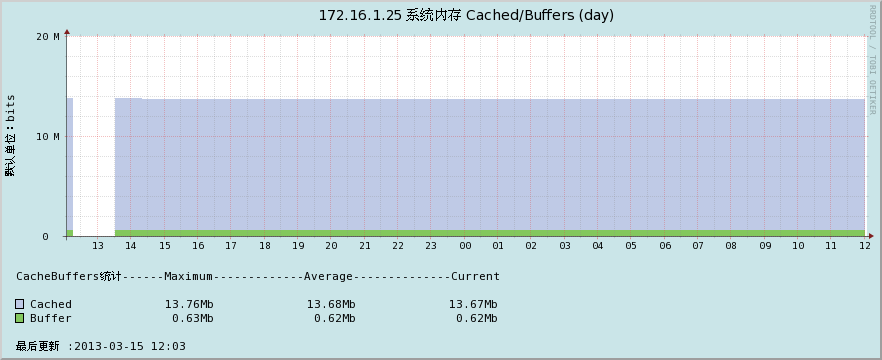 172.16.1.25 系统内存 Cached/Buffers (day)
RRDTOOL / TOBI OETIKER
默认单位：bits
20 M
10 M
0
13 14 15 16 17 18 19 20 21 22 23 00 01 02 03 04 05 06 07 08 09 10 11 12
CacheBuffers统计------Maximum-------------Average--------------Current
Cached 13.76Mb 13.68Mb 13.67Mb
Buffer 0.63Mb 0.62Mb 0.62Mb
最后更新 :2013-03-15 12:03